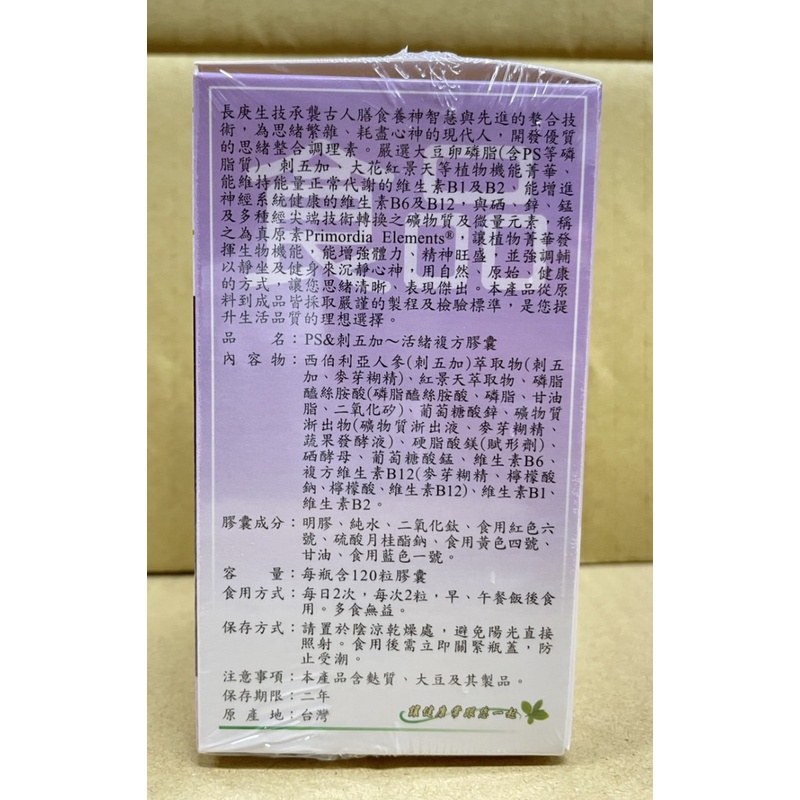 長庚生技承襲古人膳食養神智慧與先進的整合技
術，為思緒繁雜、耗盡心神的現代人，開發優質
的思緒整合調理素。嚴選大豆卵磷脂(含PS等磷
脂質)、刺五加、大花紅景天等植物機能菁華、
能維持能量正常代謝的維生素B1及B2，能增進
神經系統健康的維生素B6及B12，與硒、鋅、錳
及多種經尖端技術轉換之礦物質及微量元素，稱
之為真原素Primordia Elements®，讓植物菁華發
揮生物機能，能增強體力、精神旺盛，並強調輔
以靜坐及健身來沉靜心神，用自然、原始、健康
的方式，讓您思緒清晰、表現傑出。本產品從原
料到成品皆採取嚴謹的製程及檢驗標準，是您提
升生活品質的理想選擇。
食品
品　　名：PS&刺五加～活緒複方膠囊
內 容 物：西伯利亞人參(刺五加)萃取物(刺五
加、麥芽糊精)、紅景天萃取物、磷脂
醯絲胺酸(磷脂醯絲胺酸、磷脂、甘油
脂、二氧化矽)、葡萄糖酸鋅、礦物質
淅出物(礦物質淅出液、麥芽糊精、
蔬果發酵液)、硬脂酸鎂(賦形劑)、
硒酵母、葡萄糖酸錳、維生素B6、
複方維生素B12(麥芽糊精、檸檬酸
鈉、檸檬酸、維生素B12)、維生素B1、
維生素B2。
膠囊成分：明膠、純水、二氧化鈦、食用紅色六
號、硫酸月桂酯鈉、食用黃色四號、
甘油、食用藍色一號。
容　　量：每瓶含120粒膠囊
食用方式：每日2次，每次2粒，早、午餐飯後食
用。多食無益。
保存方式：請置於陰涼乾燥處，避免陽光直接
照射。食用後需立即關緊瓶蓋，防
止受潮。
注意事項：本產品含麩質、大豆及其製品。
保存期限：二年
原 產 地：台灣
讓健康常跟您一起